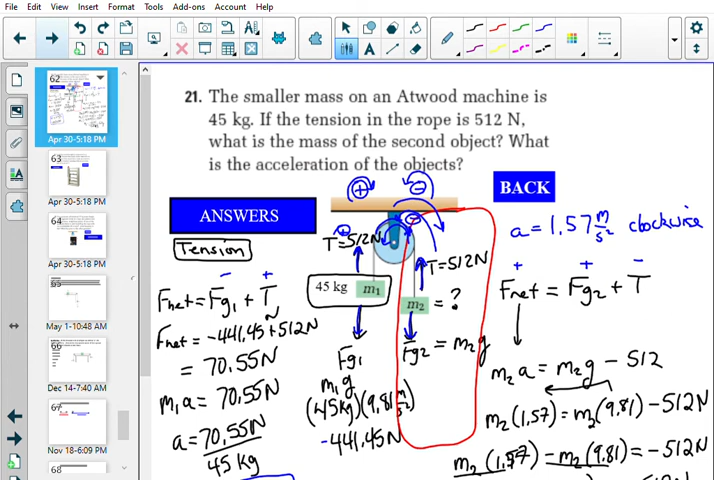 File Edit View Insert Format Tools Add-ons Account Help
62
Apr 30-5:18 PM
63
Apr 30-5:18 PM
64
Apr 30-5:18 PM
65
May 1-10:48 AM
66
Dec 14-7:40 AM
67
Nov 18-6:09 PM
68
21. The smaller mass on an Atwood machine is
45 kg. If the tension in the rope is 512 N,
what is the mass of the second object? What
is the acceleration of the objects?
BACK
ANSWERS
Tension
- +
Fnet = Fg1 + T
Fnet = -441.45 + 512N
= 70.55N
m1 a = 70.55N
a = 70.55N
45 kg
+ -
T = 512N
45 kg m1
Fg1
m1 g
(45kg)(9.81 m/s²)
-441.45N
T = 512N
m2 = ?
Fg2 = m2g
a = 1.57 m/s² clockwise
+ + -
Fnet = Fg2 + T
m2 a = m2g - 512
m2(1.57) = m2(9.81) - 512N
m2(1.57) - m2(9.81) = -512N